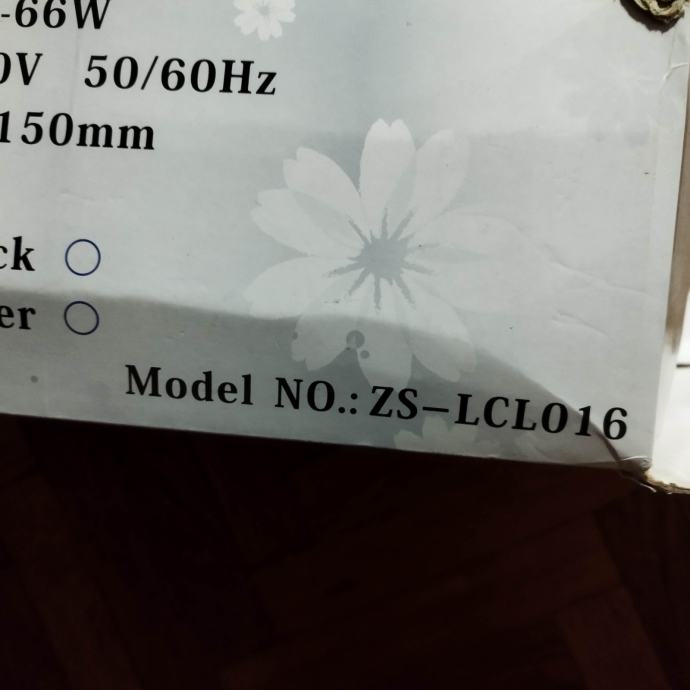 -66W
0V 50/60Hz
150mm
ck
er
Model NO.: ZS-LCL016